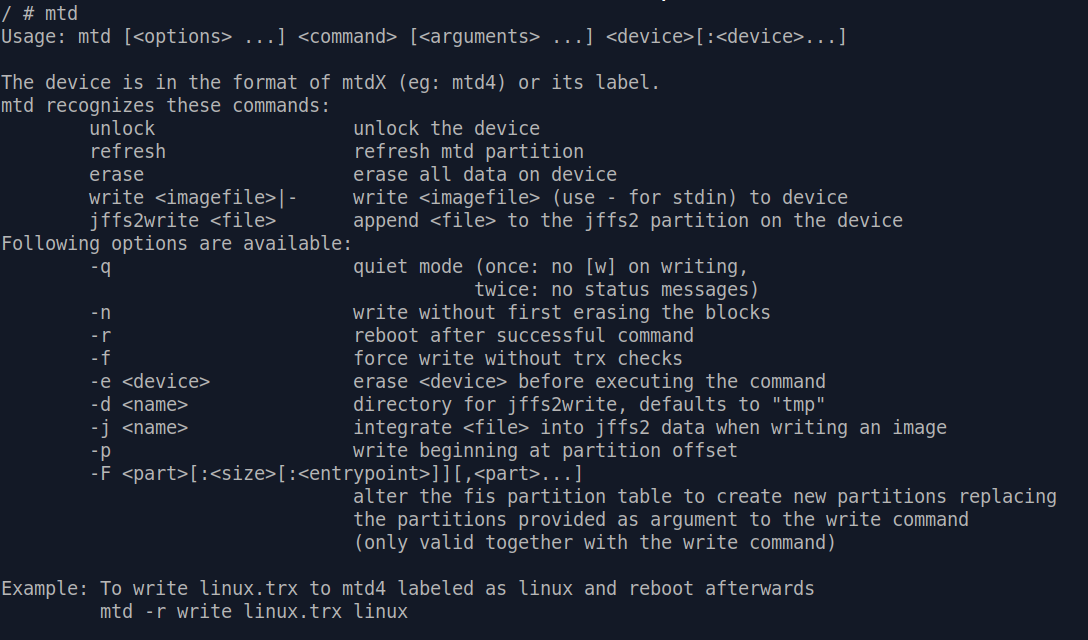 / # mtd
Usage: mtd [<options> ...] <command> [<arguments> ...] <device>[:<device>...]

The device is in the format of mtdX (eg: mtd4) or its label.
mtd recognizes these commands:
        unlock                  unlock the device
        refresh                 refresh mtd partition
        erase                   erase all data on device
        write <imagefile>|-     write <imagefile> (use - for stdin) to device
        jffs2write <file>       append <file> to the jffs2 partition on the device
Following options are available:
        -q                      quiet mode (once: no [w] on writing,
                                           twice: no status messages)
        -n                      write without first erasing the blocks
        -r                      reboot after successful command
        -f                      force write without trx checks
        -e <device>             erase <device> before executing the command
        -d <name>               directory for jffs2write, defaults to "tmp"
        -j <name>               integrate <file> into jffs2 data when writing an image
        -p                      write beginning at partition offset
        -F <part>[:<size>[:<entrypoint>]][,<part>...]
                                alter the fis partition table to create new partitions replacing
                                the partitions provided as argument to the write command
                                (only valid together with the write command)

Example: To write linux.trx to mtd4 labeled as linux and reboot afterwards
         mtd -r write linux.trx linux